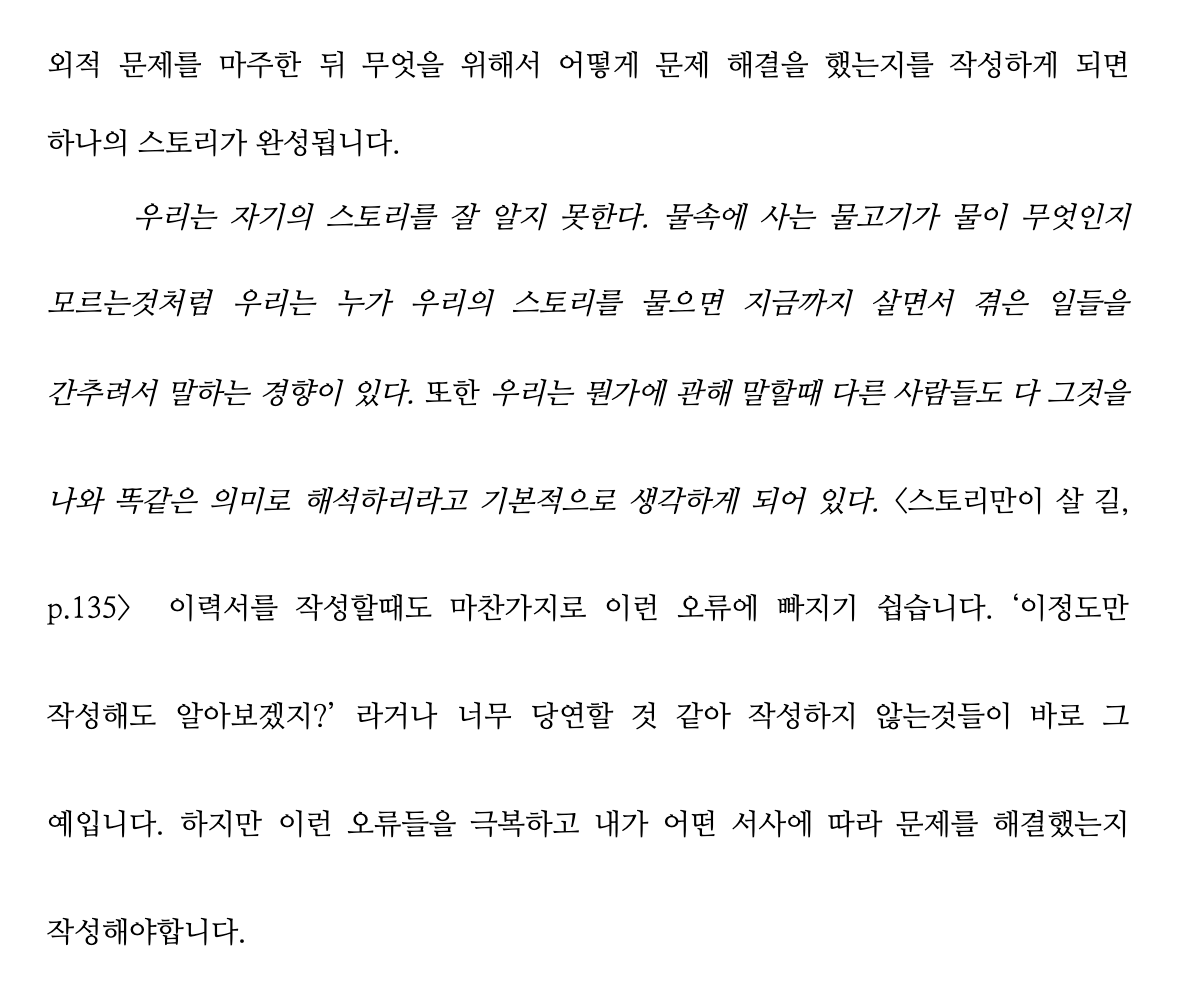 외적 문제를 마주한 뒤 무엇을 위해서 어떻게 문제 해결을 했는지를 작성하게 되면
하나의 스토리가 완성됩니다.
우리는 자기의 스토리를 잘 알지 못한다. 물속에 사는 물고기가 물이 무엇인지
모르는것처럼 우리는 누가 우리의 스토리를 물으면 지금까지 살면서 겪은 일들을
간추려서 말하는 경향이 있다. 또한 우리는 뭔가에 관해 말할때 다른 사람들도 다 그것을
나와 똑같은 의미로 해석하리라고 기본적으로 생각하게 되어 있다. 〈스토리만이 살 길,
p.135〉 이력서를 작성할때도 마찬가지로 이런 오류에 빠지기 쉽습니다. ‘이정도만
작성해도 알아보겠지?’ 라거나 너무 당연할 것 같아 작성하지 않는것들이 바로 그
예입니다. 하지만 이런 오류들을 극복하고 내가 어떤 서사에 따라 문제를 해결했는지
작성해야합니다.